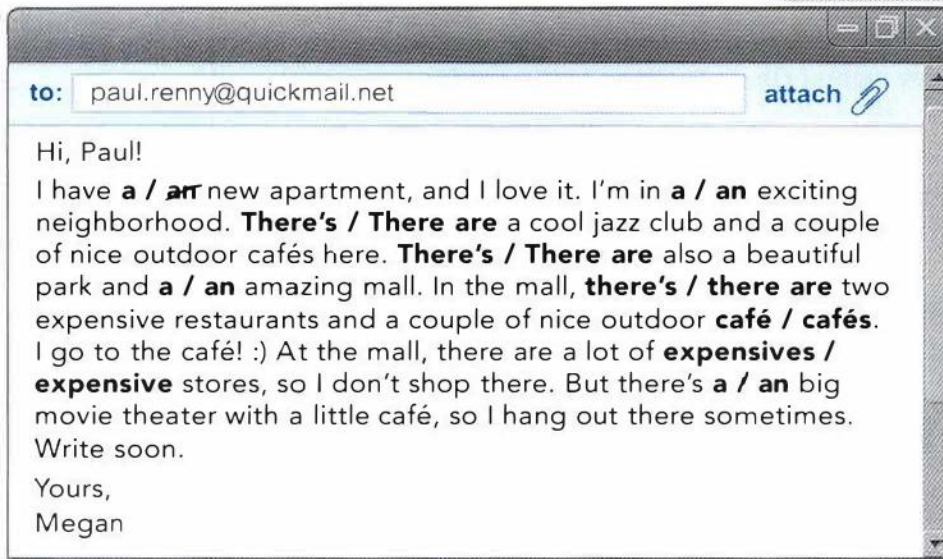 to: paul.renny@quickmail.net attach
Hi, Paul!
I have a / an new apartment, and I love it. I'm in a / an exciting
neighborhood. There's / There are a cool jazz club and a couple
of nice outdoor cafés here. There's / There are also a beautiful
park and a / an amazing mall. In the mall, there's / there are two
expensive restaurants and a couple of nice outdoor café / cafés.
I go to the café! :) At the mall, there are a lot of expensives /
expensive stores, so I don't shop there. But there's a / an big
movie theater with a little café, so I hang out there sometimes.
Write soon.
Yours,
Megan